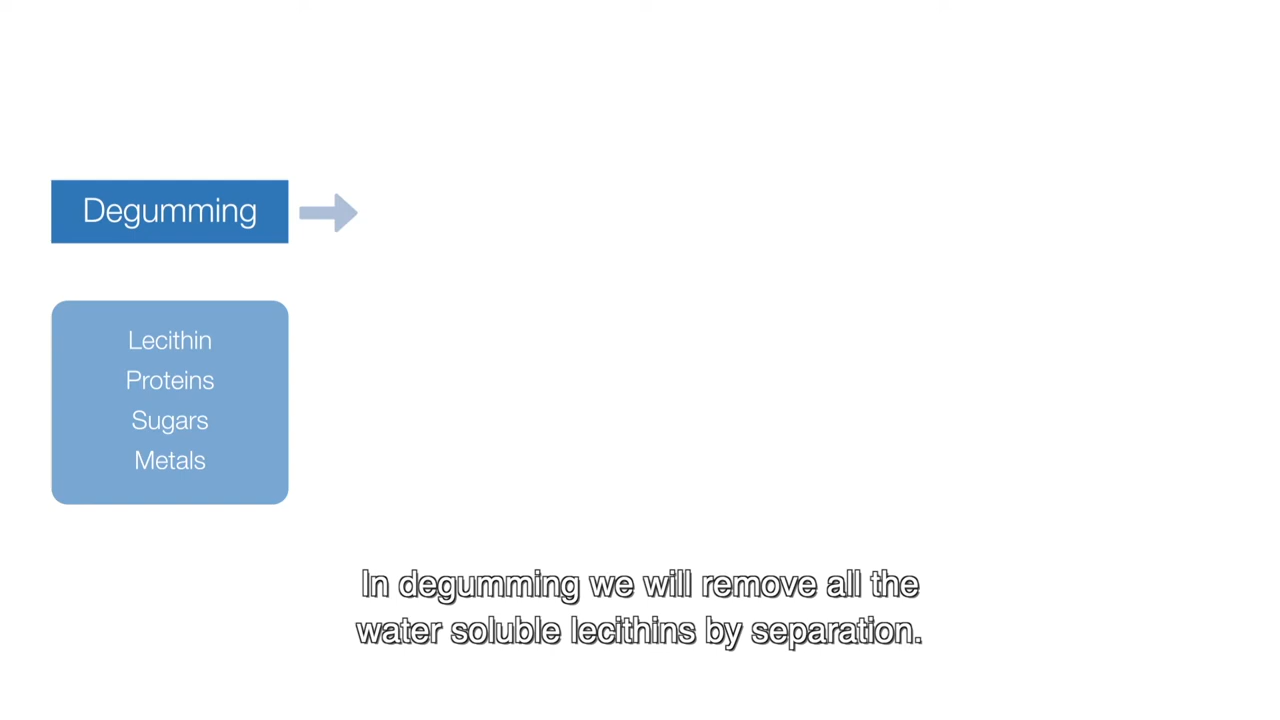 Degumming
Lecithin
Proteins
Sugars
Metals
In degumming we will remove all the
water soluble lecithins by separation.